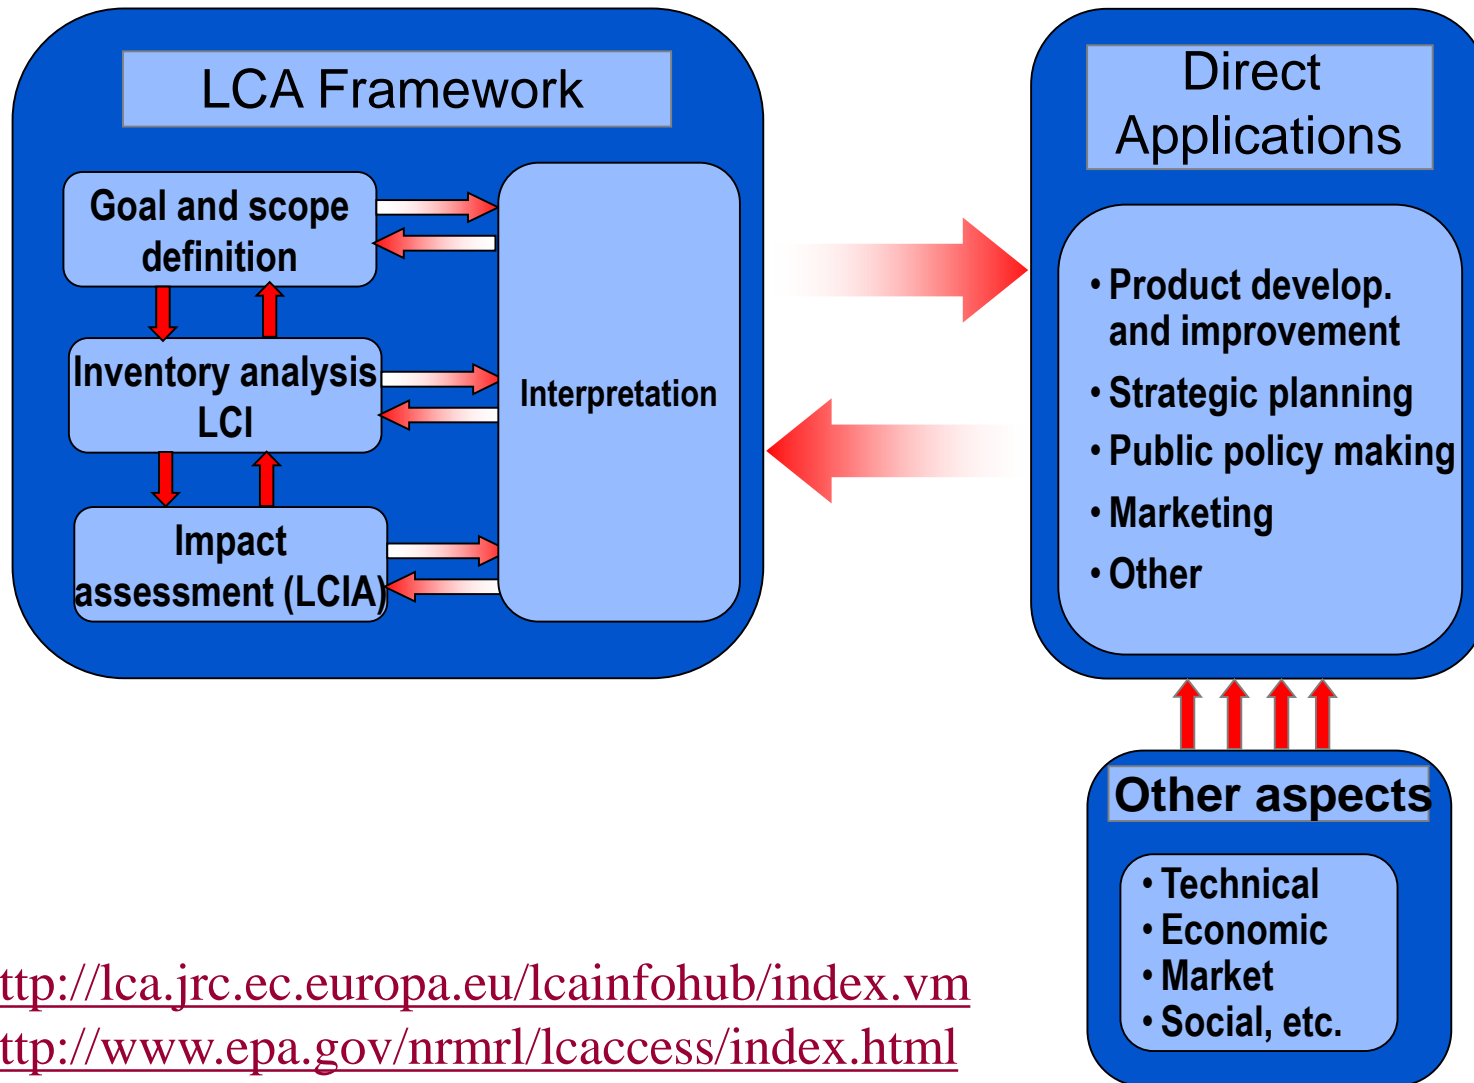 LCA Framework
Goal and scope
definition
Inventory analysis
LCI
Impact
assessment (LCIA)
Interpretation
Direct
Applications
• Product develop.
and improvement
• Strategic planning
• Public policy making
• Marketing
• Other
Other aspects
• Technical
• Economic
• Market
• Social, etc.
ttp://lca.jrc.ec.europa.eu/lcainfohub/index.vm
ttp://www.epa.gov/nrmrl/lcaccess/index.html